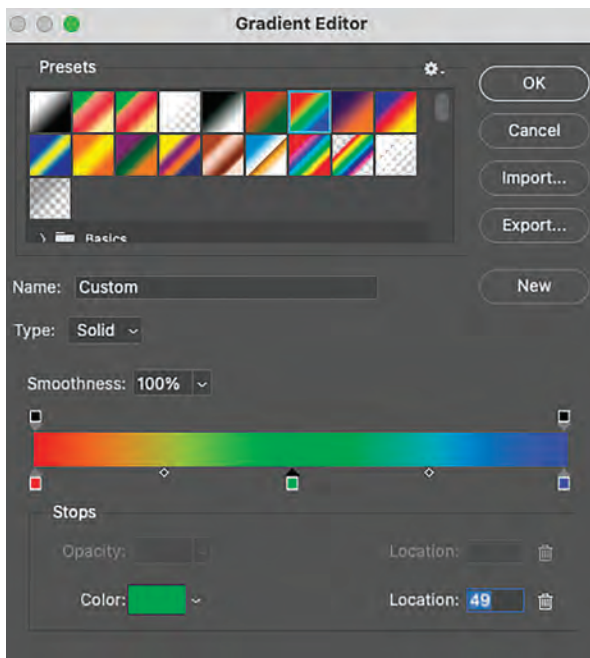 Gradient Editor
Presets
OK
Cancel
Import...
Export...
Basics
Name: Custom
New
Type: Solid
Smoothness: 100%
Stops
Opacity: Location:
Color: Location: 49